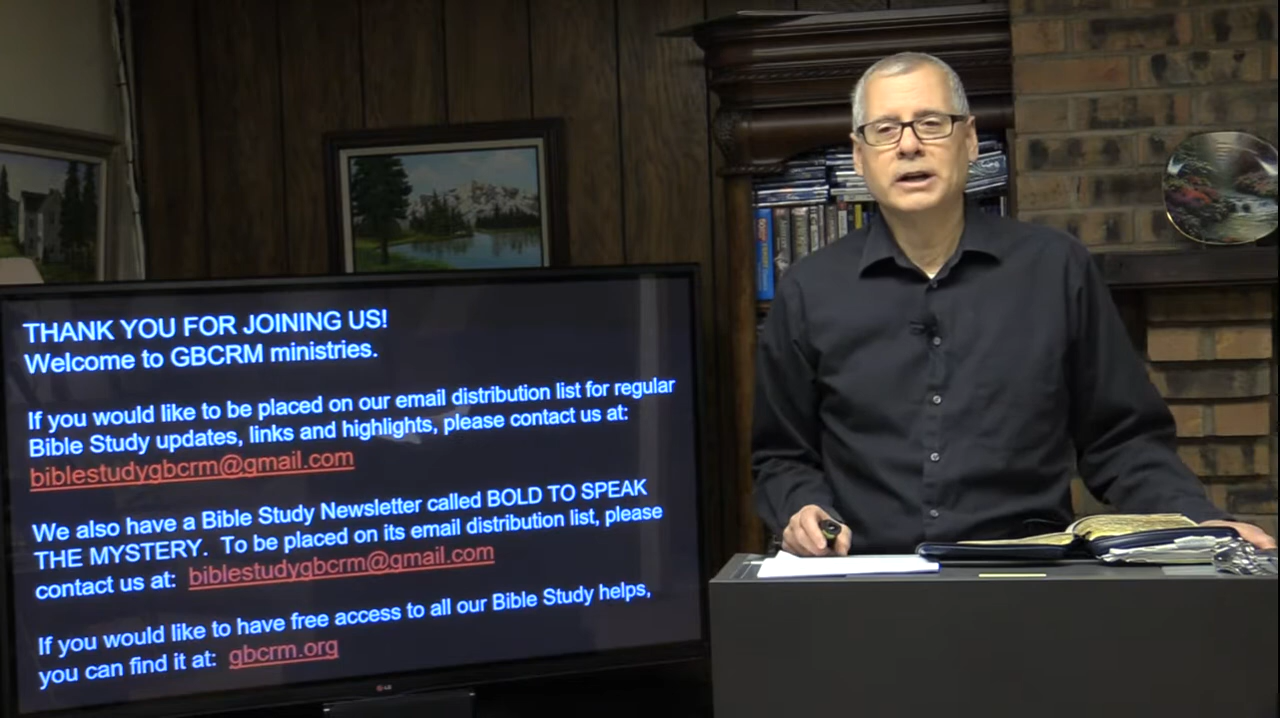 THANK YOU FOR JOINING US!
Welcome to GBCRM ministries.
If you would like to be placed on our email distribution list for regular
Bible Study updates, links and highlights, please contact us at:
biblestudygbcrm@gmail.com
We also have a Bible Study Newsletter called BOLD TO SPEAK
THE MYSTERY. To be placed on its email distribution list, please
contact us at: biblestudygbcrm@gmail.com
If you would like to have free access to all our Bible Study helps,
you can find it at: gbcrm.org
LG